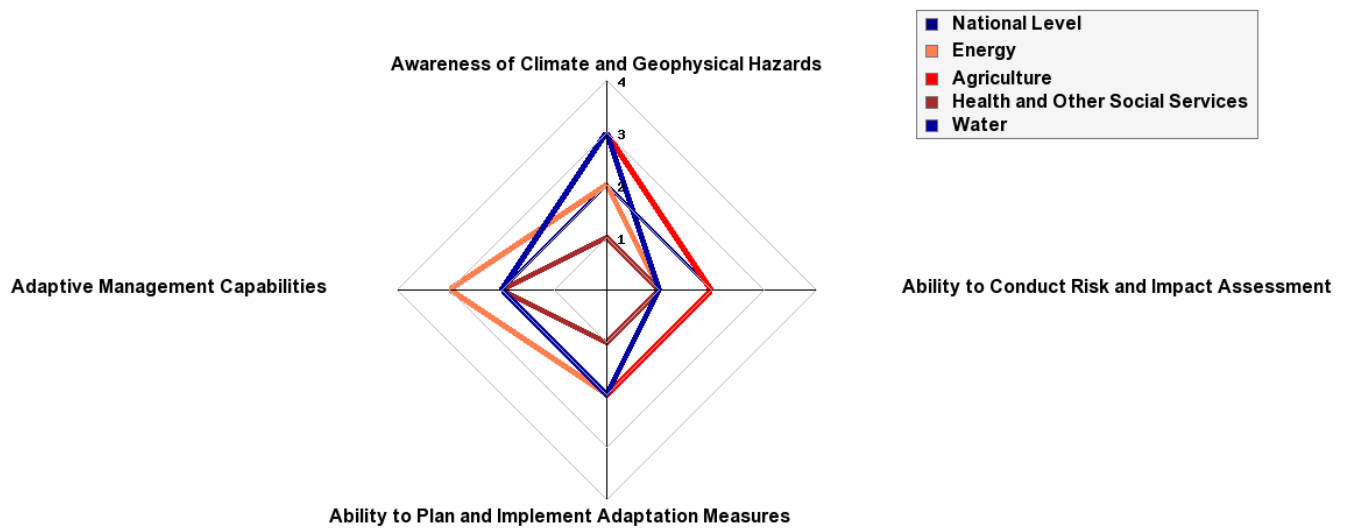 National Level
Energy
Agriculture
Health and Other Social Services
Water
Awareness of Climate and Geophysical Hazards
4
3
2
1
Adaptive Management Capabilities
Ability to Conduct Risk and Impact Assessment
Ability to Plan and Implement Adaptation Measures